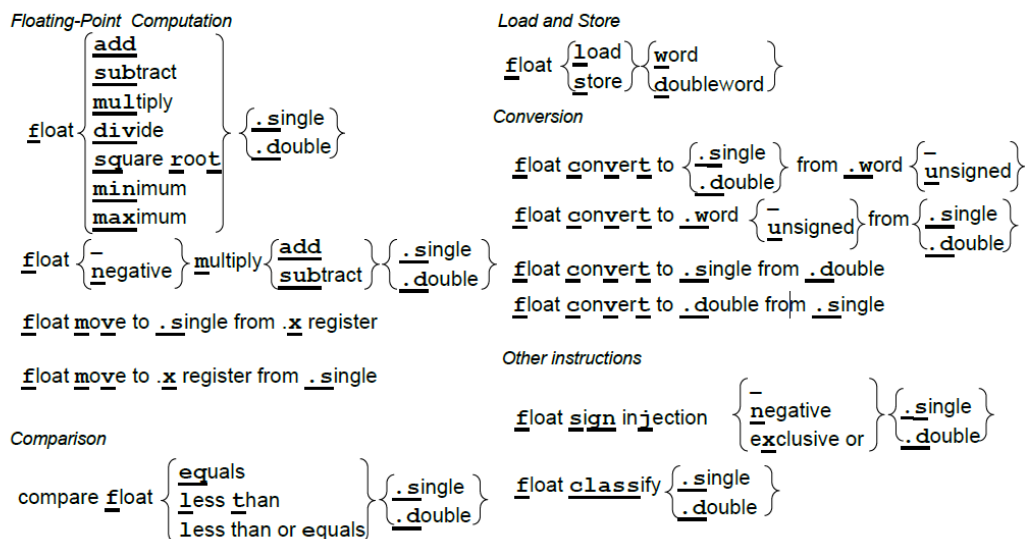 Floating-Point Computation
float
add
subtract
multiply
divide
square root
minimum
maximum
.single
.double
float
–
negative
multiply
add
subtract
.single
.double
float move to .single from .x register
float move to .x register from .single
Comparison
compare float
equals
less than
less than or equals
.single
.double
Load and Store
float
load
store
word
doubleword
Conversion
float convert to
.single
.double
from .word
–
unsigned
float convert to .word
–
unsigned
from
.single
.double
float convert to .single from .double
float convert to .double from .single
Other instructions
float sign injection
–
negative
exclusive or
.single
.double
float classify
.single
.double